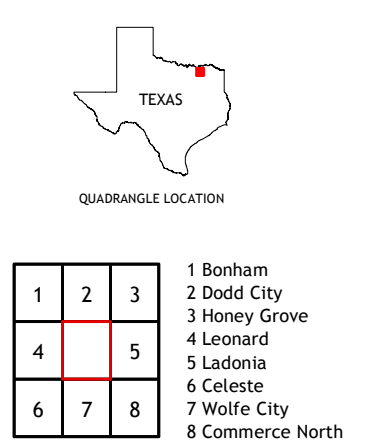 TEXAS
QUADRANGLE LOCATION
1 2 3
4 5
6 7 8
1 Bonham
2 Dodd City
3 Honey Grove
4 Leonard
5 Ladonia
6 Celeste
7 Wolfe City
8 Commerce North